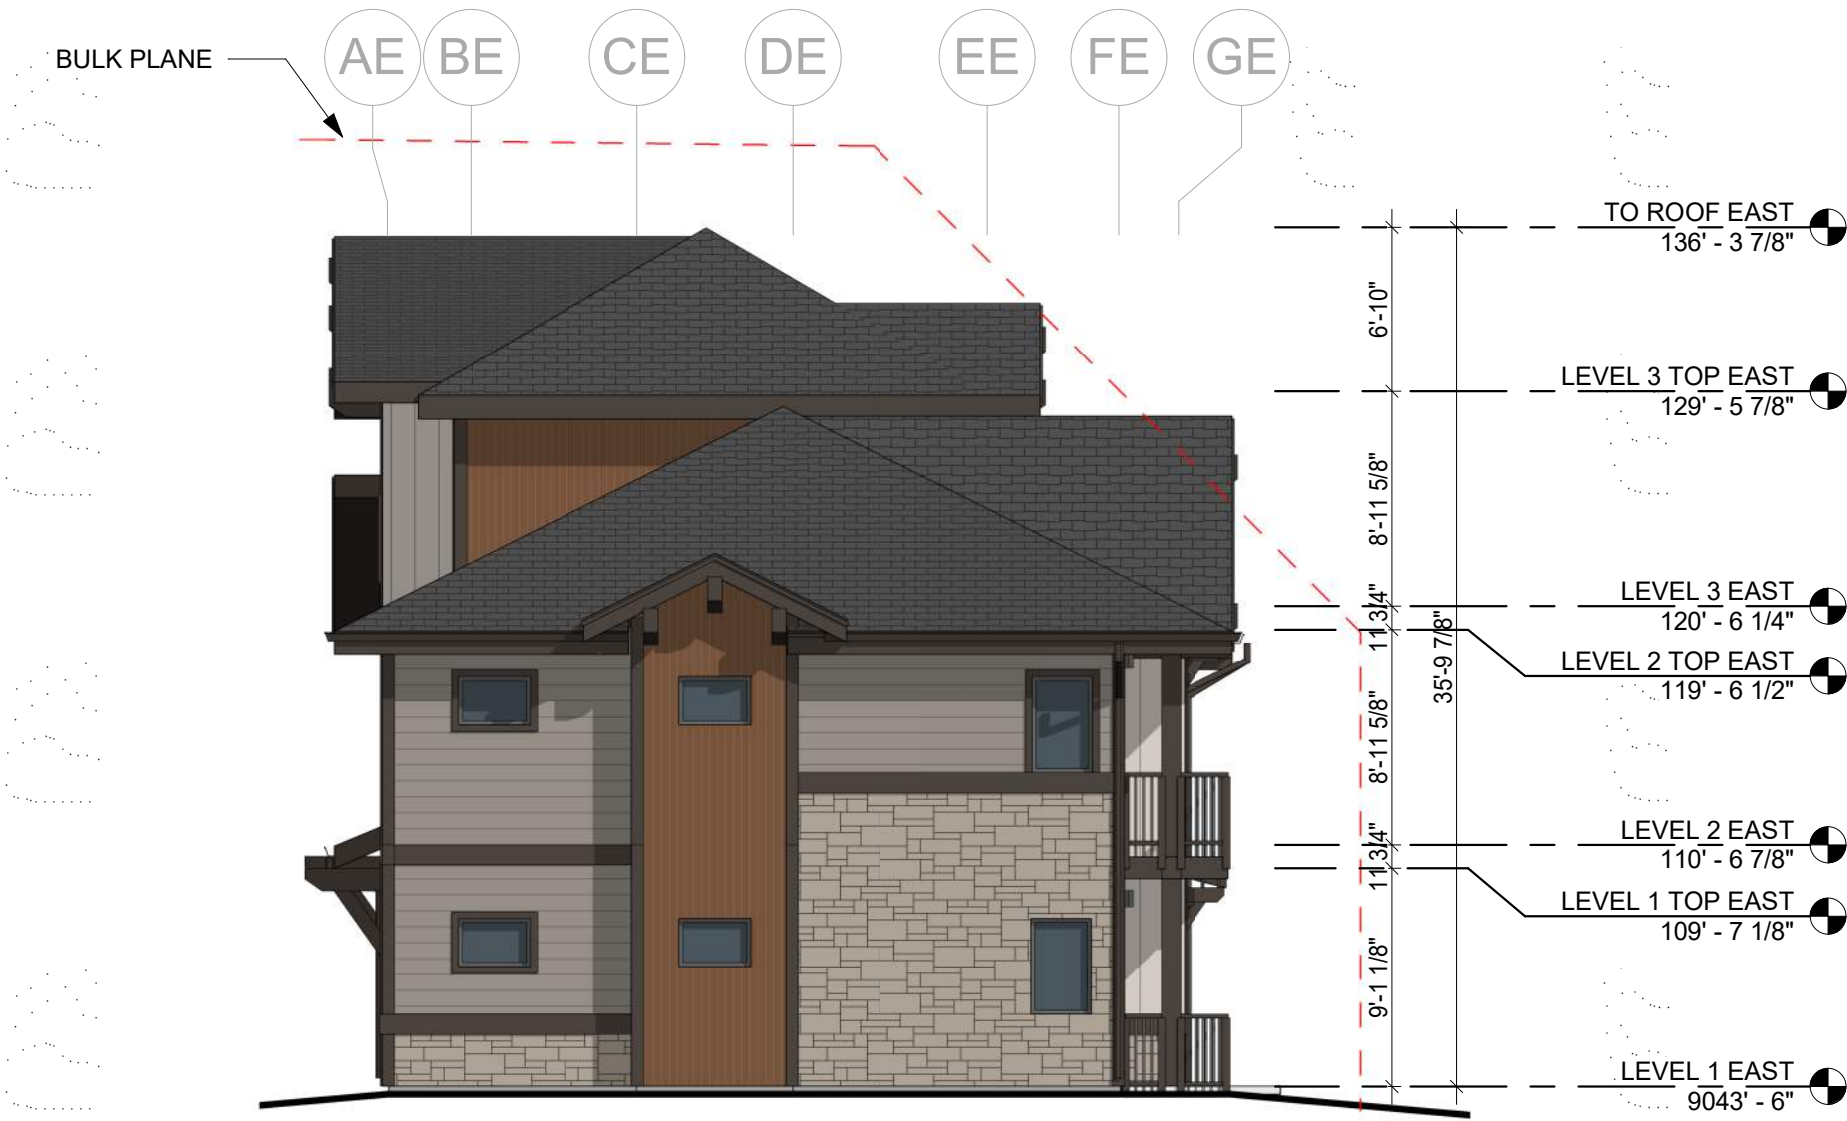 BULK PLANE
AE BE CE DE EE FE GE
TO ROOF EAST
136' - 3 7/8"
6'-10"
LEVEL 3 TOP EAST
129' - 5 7/8"
8'-11 5/8"
LEVEL 3 EAST
120' - 6 1/4"
11 3/4"
35'-9 7/8"
LEVEL 2 TOP EAST
119' - 6 1/2"
8'-11 5/8"
LEVEL 2 EAST
110' - 6 7/8"
11 3/4"
LEVEL 1 TOP EAST
109' - 7 1/8"
9'-1 1/8"
LEVEL 1 EAST
9043' - 6"